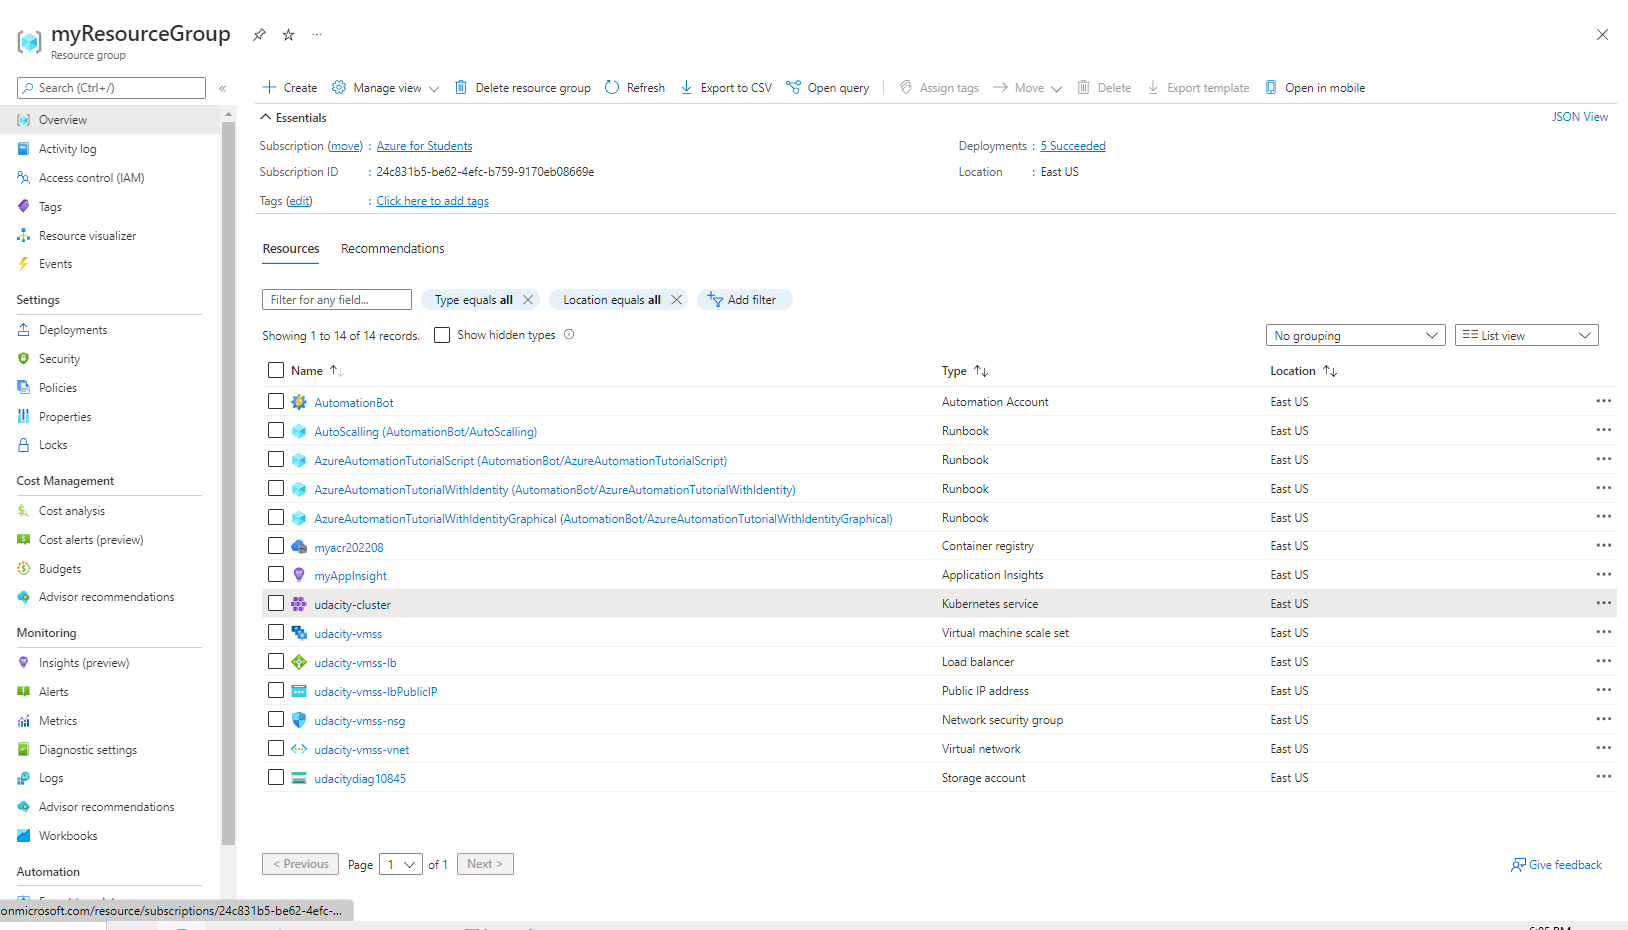 myResourceGroup
Resource group
Search (Ctrl+/)
Create
Manage view
Delete resource group
Refresh
Export to CSV
Open query
Assign tags
Move
Delete
Export template
Open in mobile
Overview
Activity log
Access control (IAM)
Tags
Resource visualizer
Events
Settings
Deployments
Security
Policies
Properties
Locks
Cost Management
Cost analysis
Cost alerts (preview)
Budgets
Advisor recommendations
Monitoring
Insights (preview)
Alerts
Metrics
Diagnostic settings
Logs
Advisor recommendations
Workbooks
Automation
onmicrosoft.com/resource/subscriptions/24c831b5-be62-4efc-...
Essentials
JSON View
Subscription (move) : Azure for Students
Deployments : 5 Succeeded
Subscription ID : 24c831b5-be62-4efc-b759-9170eb08669e
Location : East US
Tags (edit) : Click here to add tags
Resources Recommendations
Filter for any field...
Type equals all
Location equals all
Add filter
Showing 1 to 14 of 14 records.
Show hidden types
No grouping
List view
Name Type Location
AutomationBot Automation Account East US
AutoScalling (AutomationBot/AutoScalling) Runbook East US
AzureAutomationTutorialScript (AutomationBot/AzureAutomationTutorialScript) Runbook East US
AzureAutomationTutorialWithIdentity (AutomationBot/AzureAutomationTutorialWithIdentity) Runbook East US
AzureAutomationTutorialWithIdentityGraphical (AutomationBot/AzureAutomationTutorialWithIdentityGraphical) Runbook East US
myacr202208 Container registry East US
myAppInsight Application Insights East US
udacity-cluster Kubernetes service East US
udacity-vmss Virtual machine scale set East US
udacity-vmss-lb Load balancer East US
udacity-vmss-lbPublicIP Public IP address East US
udacity-vmss-nsg Network security group East US
udacity-vmss-vnet Virtual network East US
udacitydiag10845 Storage account East US
< Previous Page 1 of 1 Next >
Give feedback